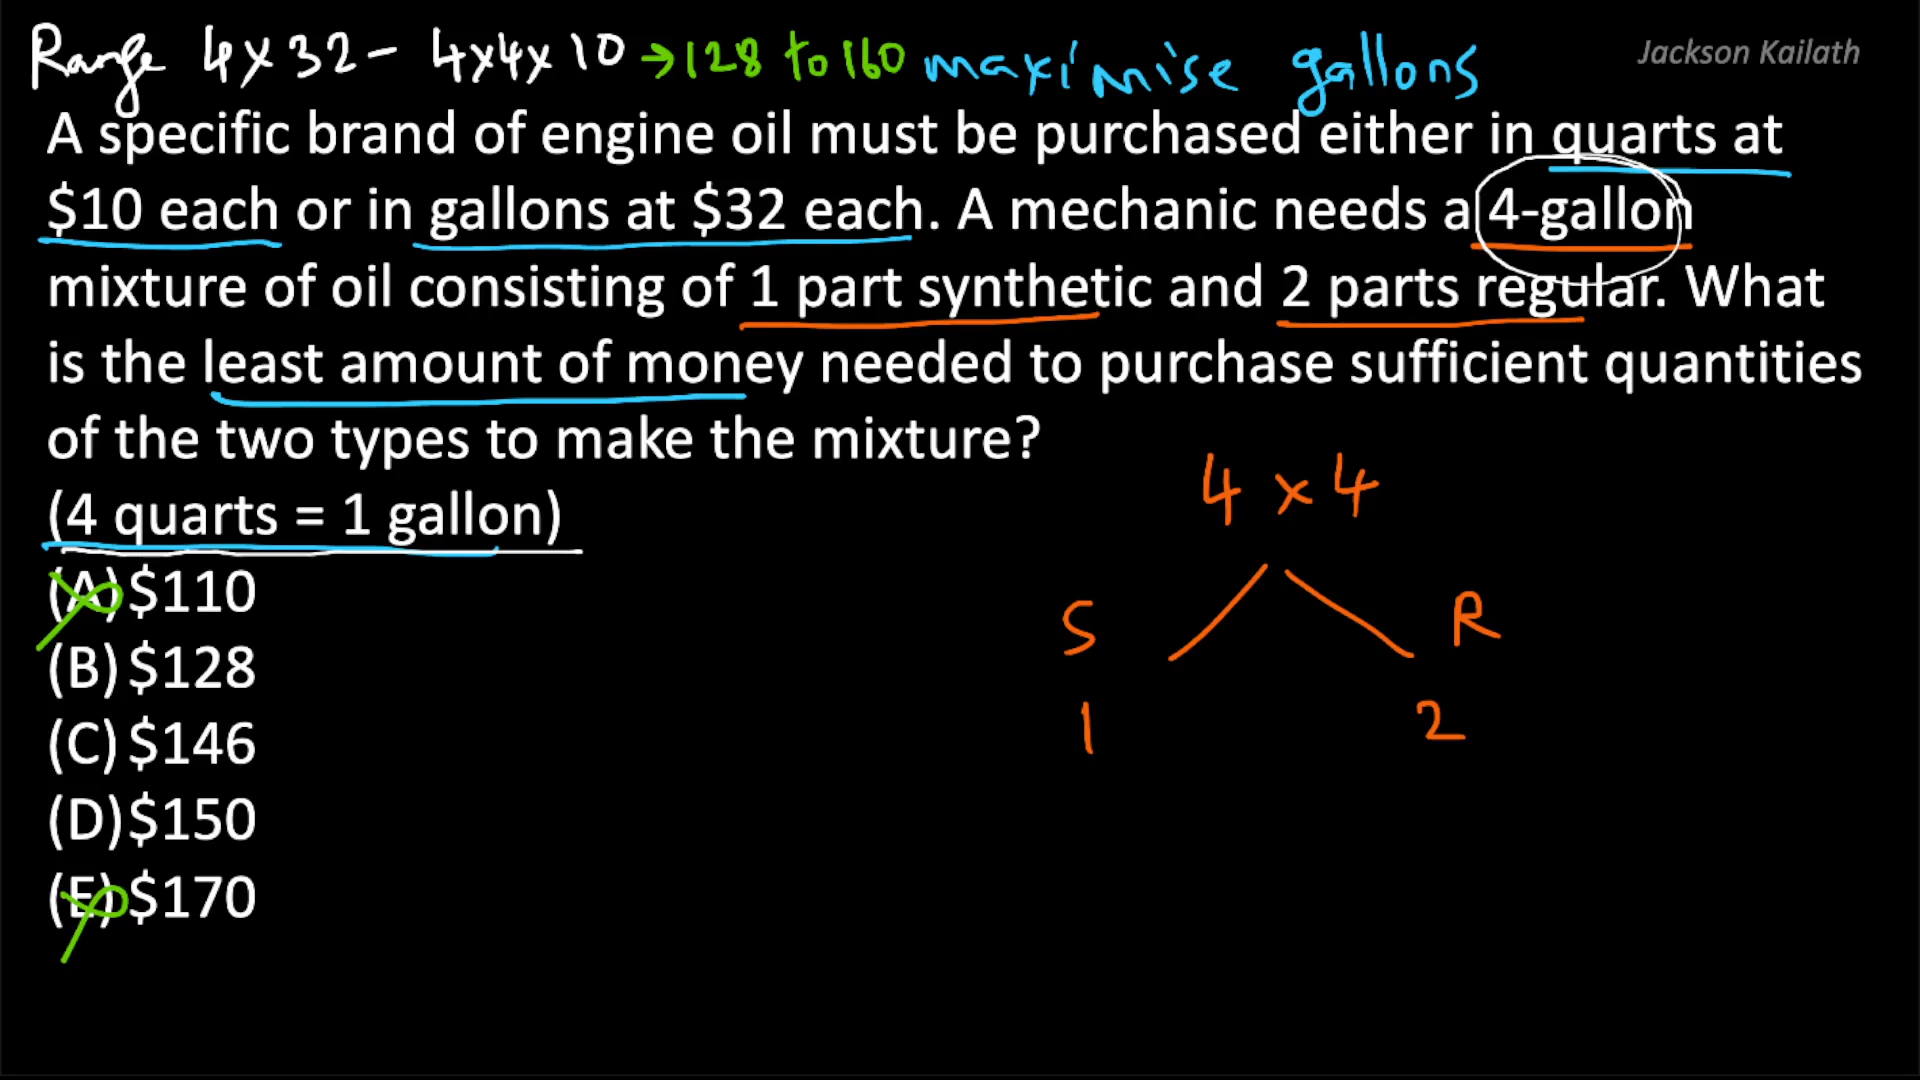 Range 4x32 - 4x4x10 →128 to 160 maximise gallons
Jackson Kailath
A specific brand of engine oil must be purchased either in quarts at
$10 each or in gallons at $32 each. A mechanic needs a 4-gallon
mixture of oil consisting of 1 part synthetic and 2 parts regular. What
is the least amount of money needed to purchase sufficient quantities
of the two types to make the mixture?
(4 quarts = 1 gallon)
4 x 4
S R
1 2
(A) $110
(B) $128
(C) $146
(D) $150
(E) $170